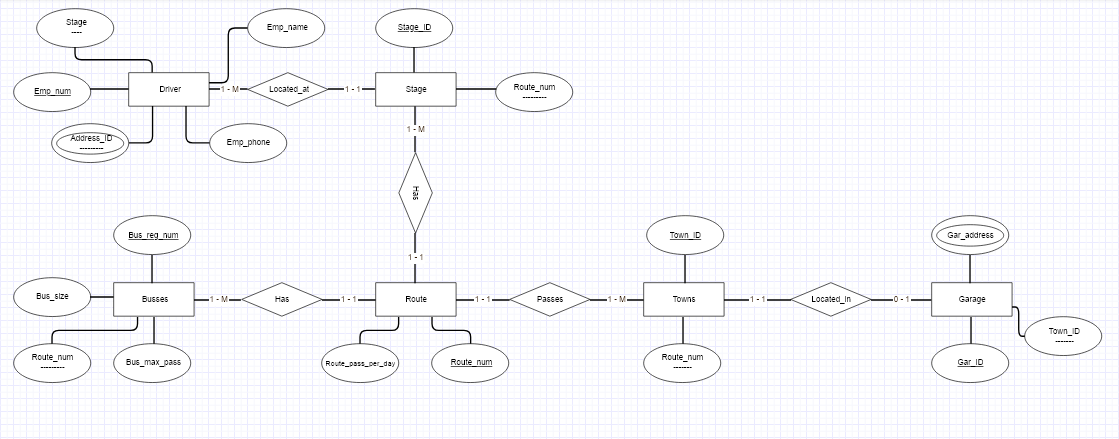 Stage
----
Emp_name
Stage_ID
Emp_num
Driver
1 - M
Located_at
1 - 1
Stage
Route_num
---------
Address_ID
---------
Emp_phone
1 - M
Has
1 - 1
Bus_reg_num
Town_ID
Gar_address
Bus_size
Busses
1 - M
Has
1 - 1
Route
1 - 1
Passes
1 - M
Towns
1 - 1
Located_in
0 - 1
Garage
Town_ID
-------
Route_num
---------
Bus_max_pass
Route_pass_per_day
Route_num
Route_num
-------
Gar_ID